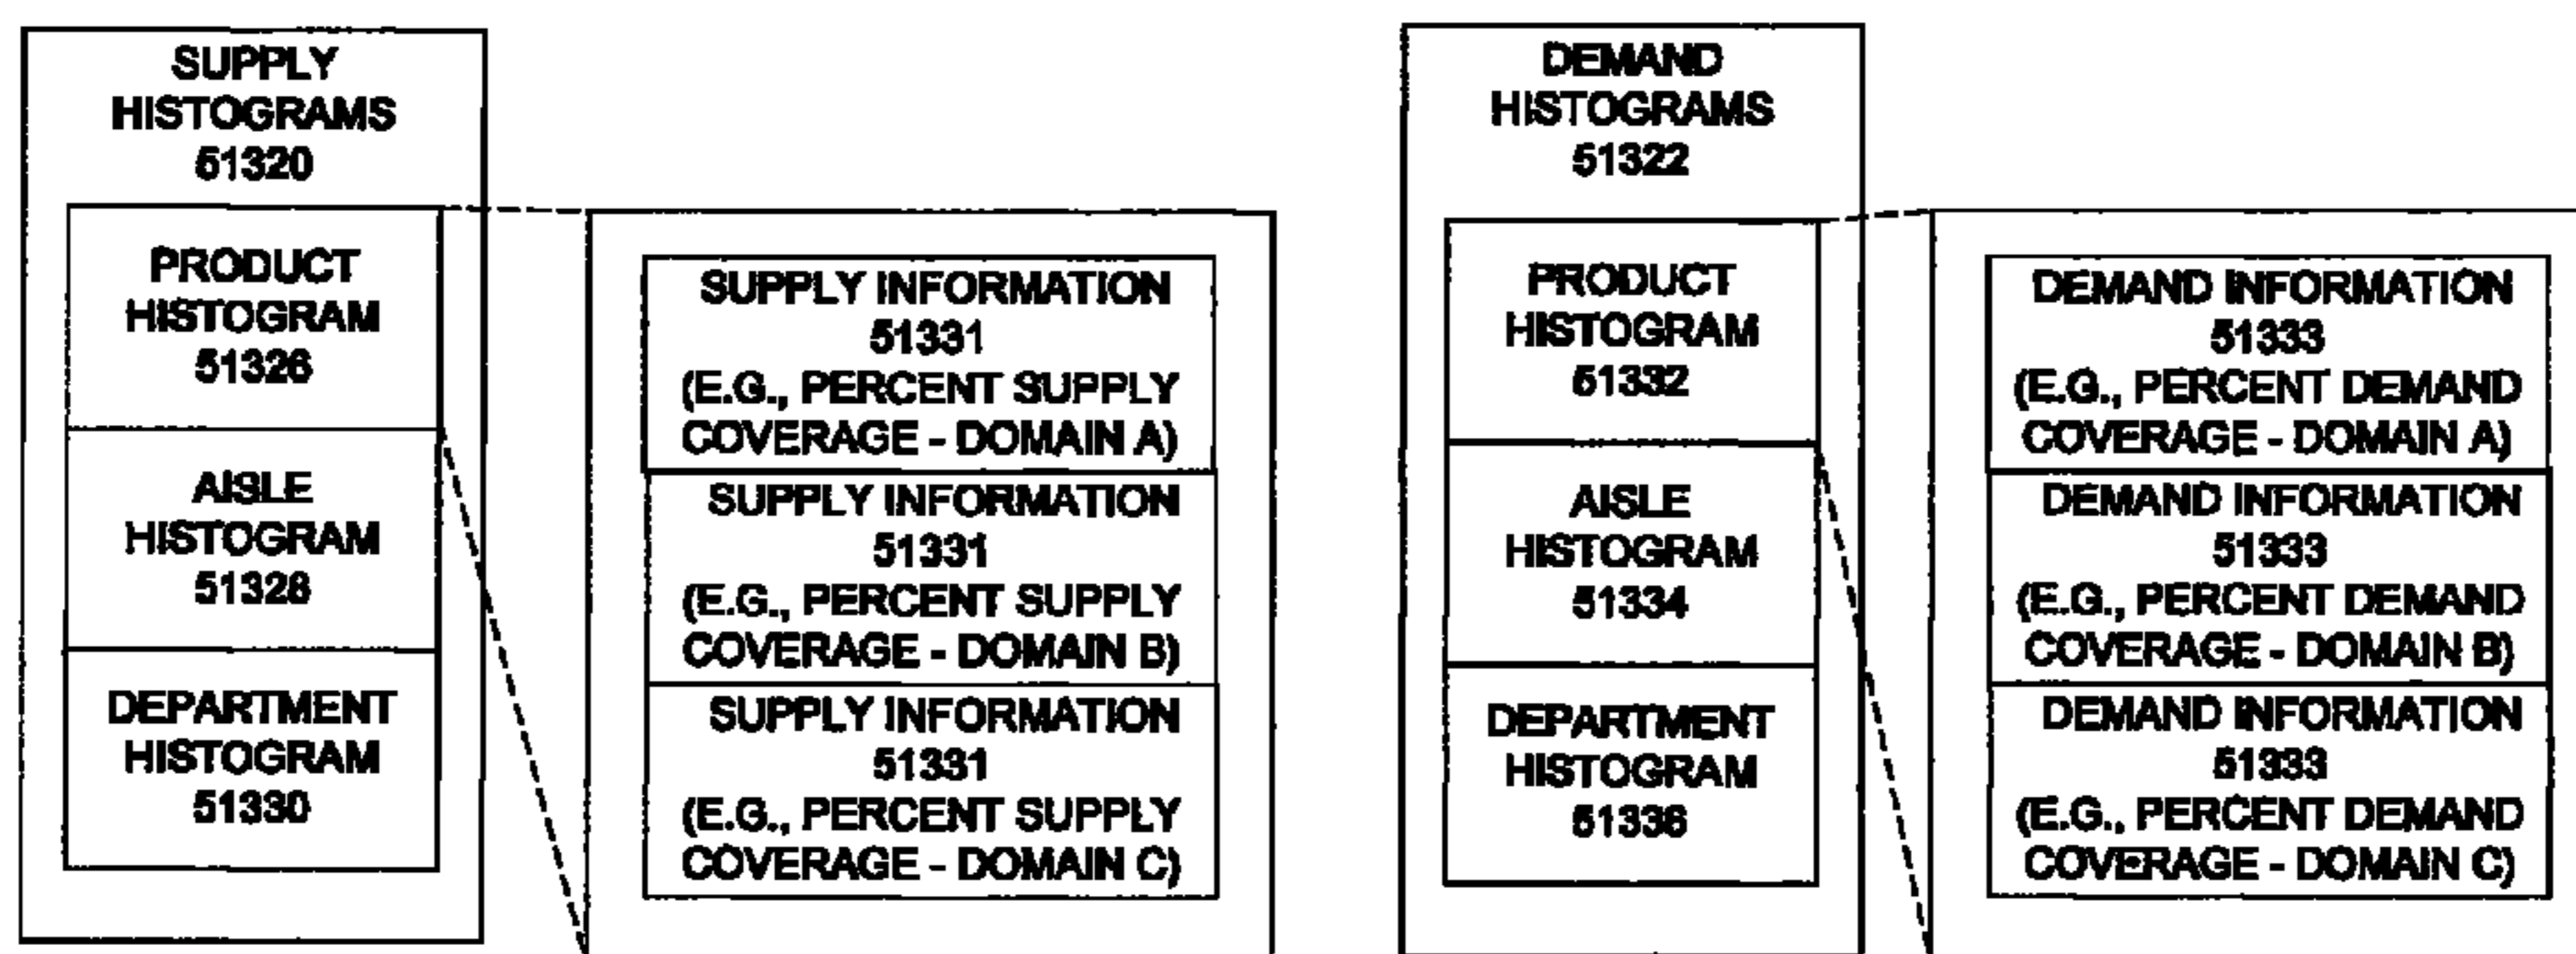 SUPPLY
HISTOGRAMS
51320
PRODUCT
HISTOGRAM
51326
AISLE
HISTOGRAM
51328
DEPARTMENT
HISTOGRAM
51330
SUPPLY INFORMATION
51331
(E.G., PERCENT SUPPLY
COVERAGE - DOMAIN A)
SUPPLY INFORMATION
51331
(E.G., PERCENT SUPPLY
COVERAGE - DOMAIN B)
SUPPLY INFORMATION
51331
(E.G., PERCENT SUPPLY
COVERAGE - DOMAIN C)
DEMAND
HISTOGRAMS
51322
PRODUCT
HISTOGRAM
51332
AISLE
HISTOGRAM
51334
DEPARTMENT
HISTOGRAM
51336
DEMAND INFORMATION
51333
(E.G., PERCENT DEMAND
COVERAGE - DOMAIN A)
DEMAND INFORMATION
51333
(E.G., PERCENT DEMAND
COVERAGE - DOMAIN B)
DEMAND INFORMATION
51333
(E.G., PERCENT DEMAND
COVERAGE - DOMAIN C)